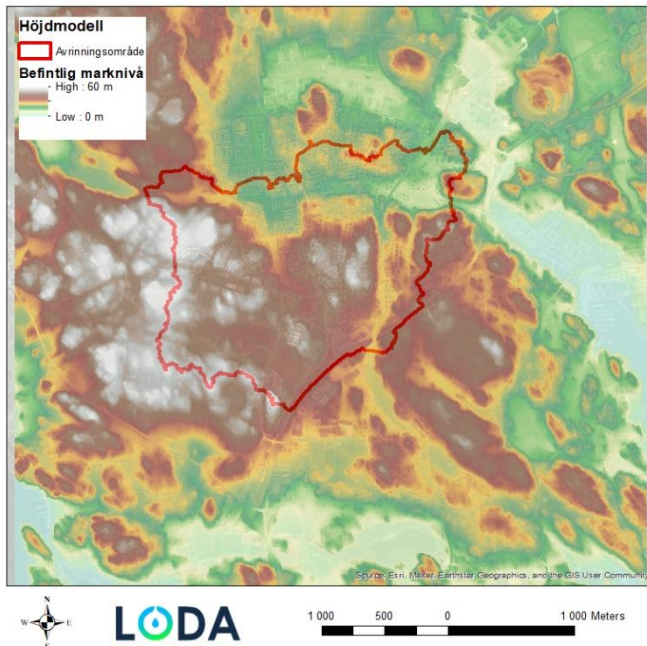 Höjdmodell
Avrinningsområde
Befintlig marknivå
High : 60 m
Low : 0 m
Source: Esri, Maxar, Earthstar Geographics, and the GIS User Community
N
W E
S
LODA
1 000 500 0 1 000 Meters